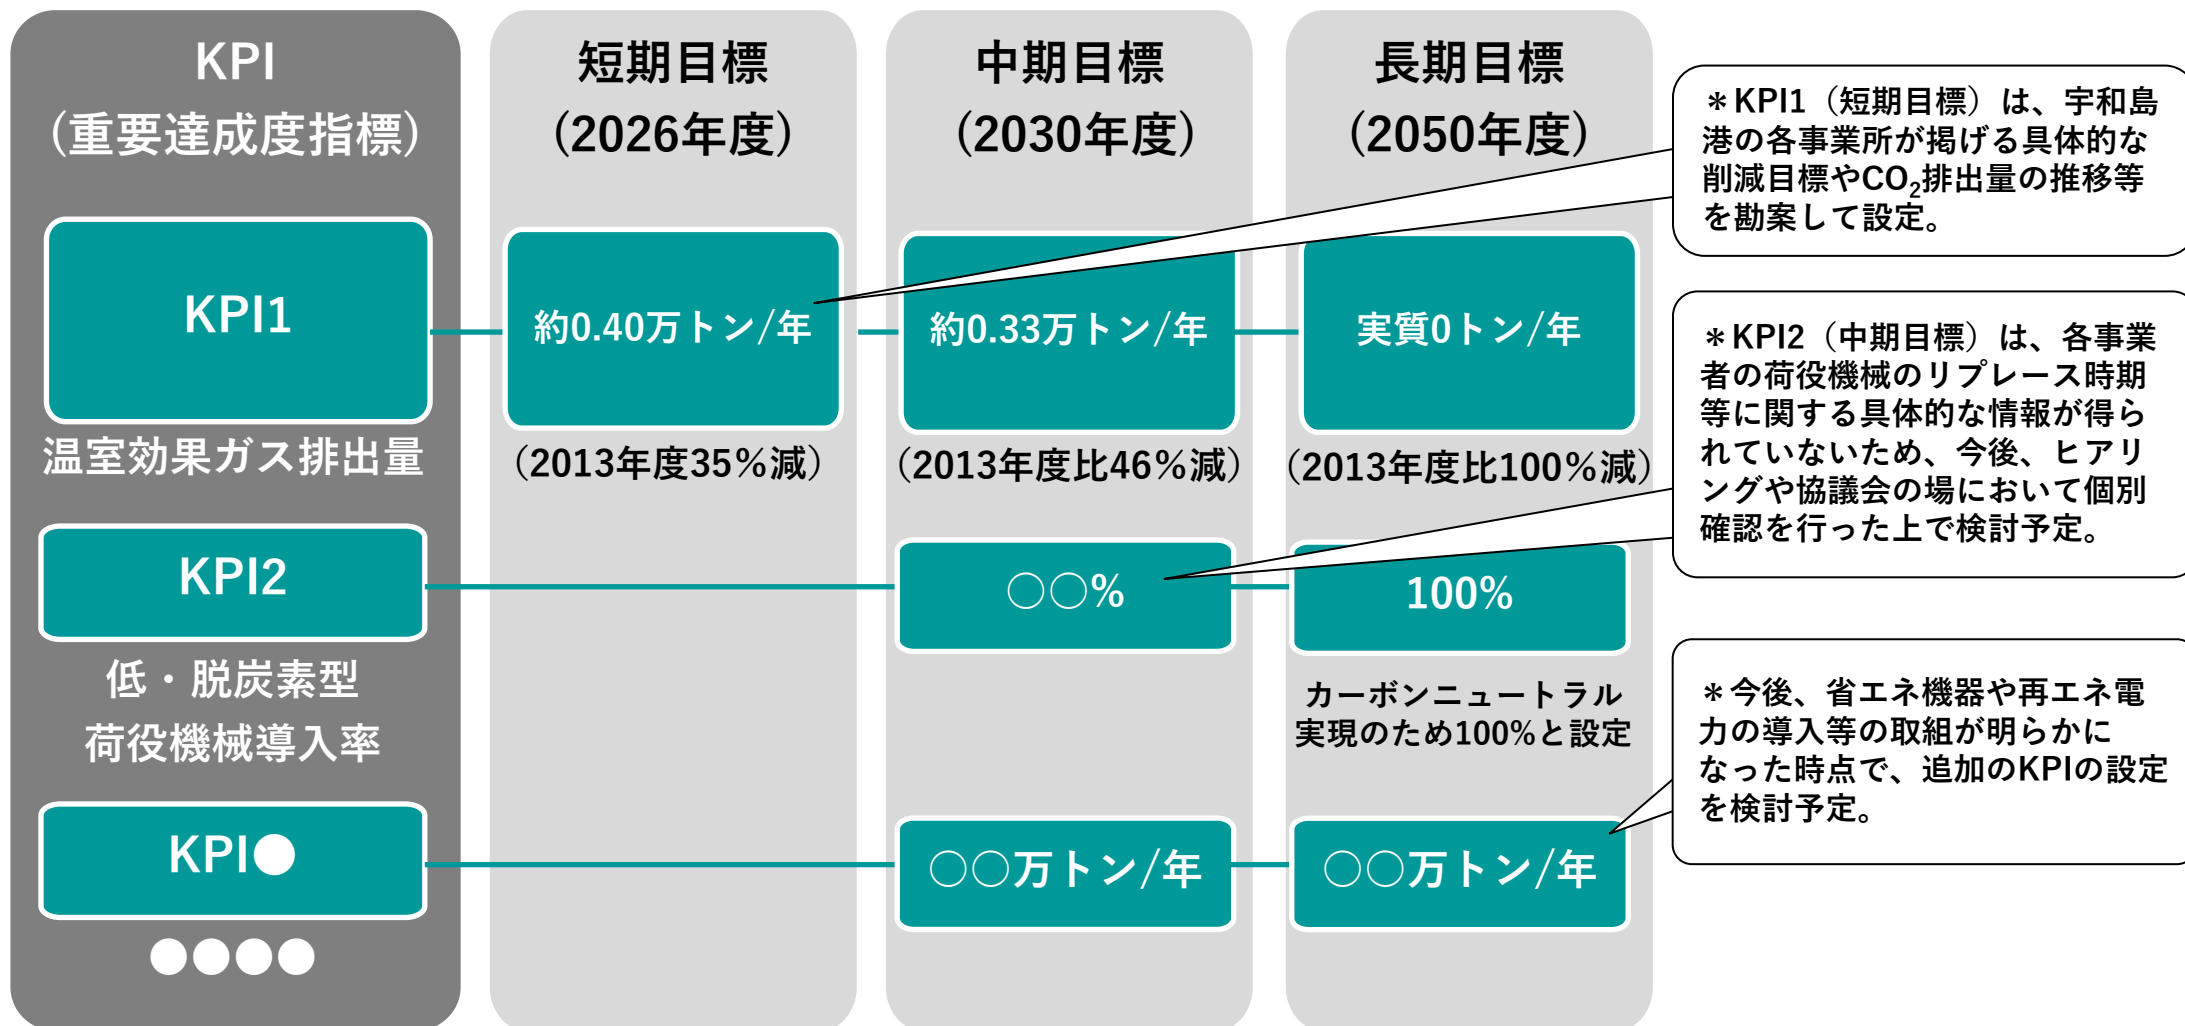 KPI
(重要達成度指標)
短期目標
(2026年度)
中期目標
(2030年度)
長期目標
(2050年度)
KPI1
温室効果ガス排出量
約0.40万トン/年
(2013年度35%減)
約0.33万トン/年
(2013年度比46%減)
実質0トン/年
(2013年度比100%減)
KPI2
低・脱炭素型
荷役機械導入率
○○%
100%
カーボンニュートラル
実現のため100%と設定
KPI●
●●●●
○○万トン/年
○○万トン/年
＊KPI1（短期目標）は、宇和島
港の各事業所が掲げる具体的な
削減目標やCO₂排出量の推移等
を勘案して設定。
＊KPI2（中期目標）は、各事業
者の荷役機械のリプレース時期
等に関する具体的な情報が得ら
れていないため、今後、ヒアリ
ングや協議会の場において個別
確認を行った上で検討予定。
＊今後、省エネ機器や再エネ電
力の導入等の取組が明らかに
なった時点で、追加のKPIの設定
を検討予定。